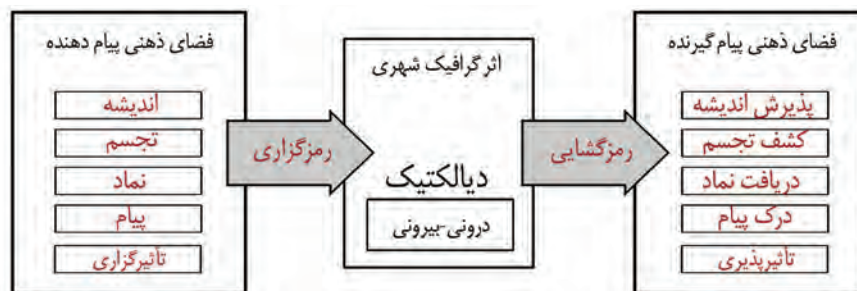 فضای ذهنی پیام دهنده
اندیشه
تجسم
نماد
پیام
تأثیرگزاری
رمزگزاری
اثر گرافیک شهری
دیالکتیک
درونی-بیرونی
رمزگشایی
فضای ذهنی پیام گیرنده
پذیرش اندیشه
کشف تجسم
دریافت نماد
درک پیام
تأثیرپذیری